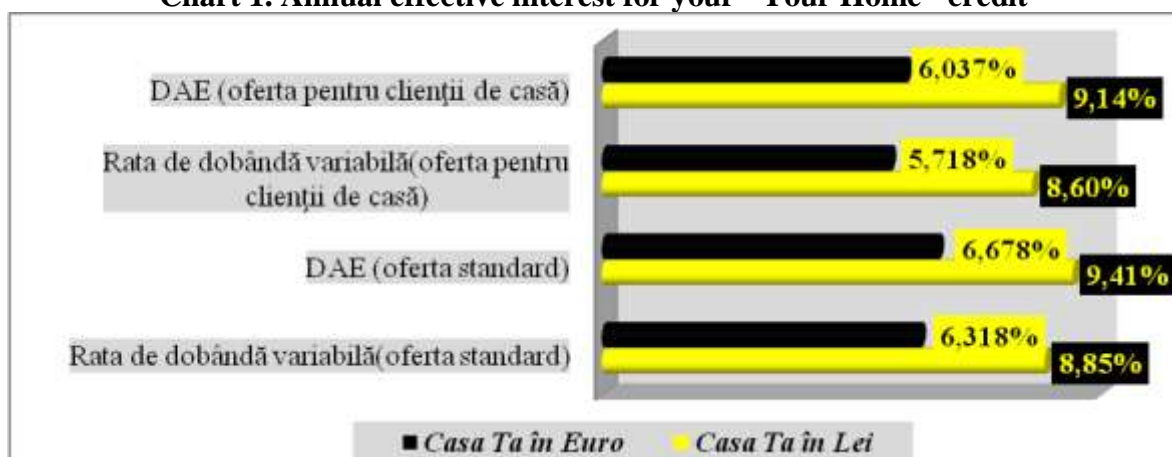 Chart 1. Annual effective interest for your "Your Home" credit
DAE (oferta pentru clienţii de casă)
6,037%
9,14%
Rata de dobândă variabilă(oferta pentru
clienţii de casă)
5,718%
8,60%
DAE (oferta standard)
6,678%
9,41%
Rata de dobândă variabilă(oferta standard)
6,318%
8,85%
Casa Ta în Euro
Casa Ta în Lei